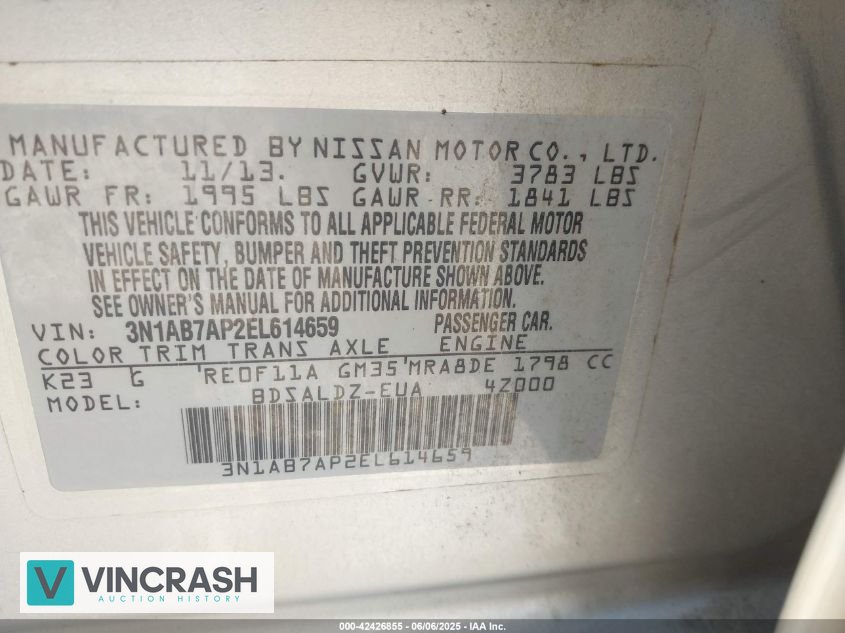 MANUFACTURED BY NISSAN MOTOR CO., LTD.
DATE: 11/13. GVWR: 3783 LBS
GAWR FR: 1995 LBS GAWR RR: 1841 LBS
THIS VEHICLE CONFORMS TO ALL APPLICABLE FEDERAL MOTOR
VEHICLE SAFETY, BUMPER AND THEFT PREVENTION STANDARDS
IN EFFECT ON THE DATE OF MANUFACTURE SHOWN ABOVE.
SEE OWNER'S MANUAL FOR ADDITIONAL INFORMATION.
VIN: 3N1AB7AP2EL614659 PASSENGER CAR.
COLOR TRIM TRANS AXLE ENGINE
K23 G RE0F11A GM35 MRA8DE 1798 CC
MODEL: BDSALDZ-EUA 4Z000
3N1AB7AP2EL614659
V VINCRASH
AUCTION HISTORY
000-42426855 - 06/06/2025 - IAA Inc.